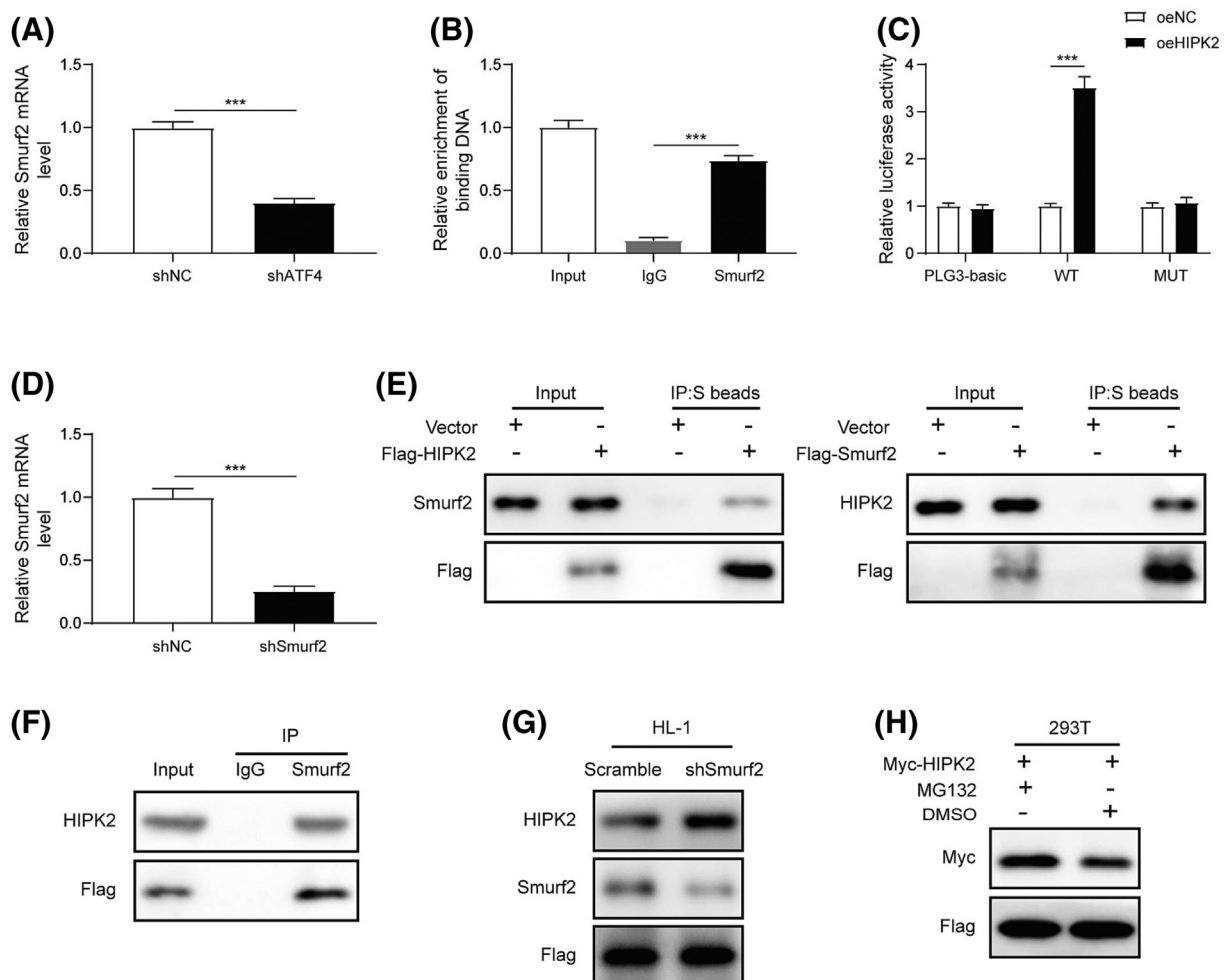 (A)
Relative Smurf2 mRNA
level
1.5
1.0
0.5
0.0
***
shNC
shATF4
(B)
Relative enrichment of
binding DNA
1.5
1.0
0.5
0.0
***
Input
IgG
Smurf2
(C)
oeNC
oeHIPK2
Relative luciferase activity
4
3
2
1
0
***
PLG3-basic
WT
MUT
(D)
Relative Smurf2 mRNA
level
1.5
1.0
0.5
0.0
***
shNC
shSmurf2
(E)
Input IP:S beads
Vector + - + -
Flag-HIPK2 - + - +
Smurf2
Flag
Input IP:S beads
Vector + - + -
Flag-Smurf2 - + - +
HIPK2
Flag
(F)
IP
Input IgG Smurf2
HIPK2
Flag
(G)
HL-1
Scramble shSmurf2
HIPK2
Smurf2
Flag
(H)
293T
Myc-HIPK2 + +
MG132 + -
DMSO - +
Myc
Flag